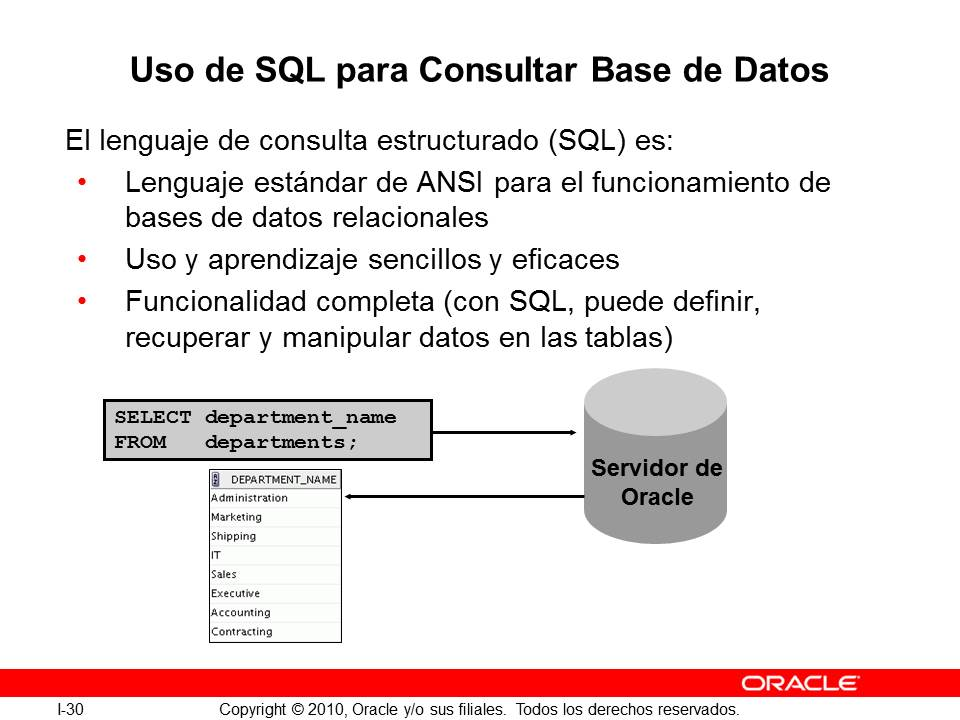 Uso de SQL para Consultar Base de Datos
El lenguaje de consulta estructurado (SQL) es:
• Lenguaje estándar de ANSI para el funcionamiento de
bases de datos relacionales
• Uso y aprendizaje sencillos y eficaces
• Funcionalidad completa (con SQL, puede definir,
recuperar y manipular datos en las tablas)
SELECT department_name
FROM   departments;
Servidor de
Oracle
DEPARTMENT_NAME
Administration
Marketing
Shipping
IT
Sales
Executive
Accounting
Contracting
ORACLE
I-30 Copyright © 2010, Oracle y/o sus filiales. Todos los derechos reservados.